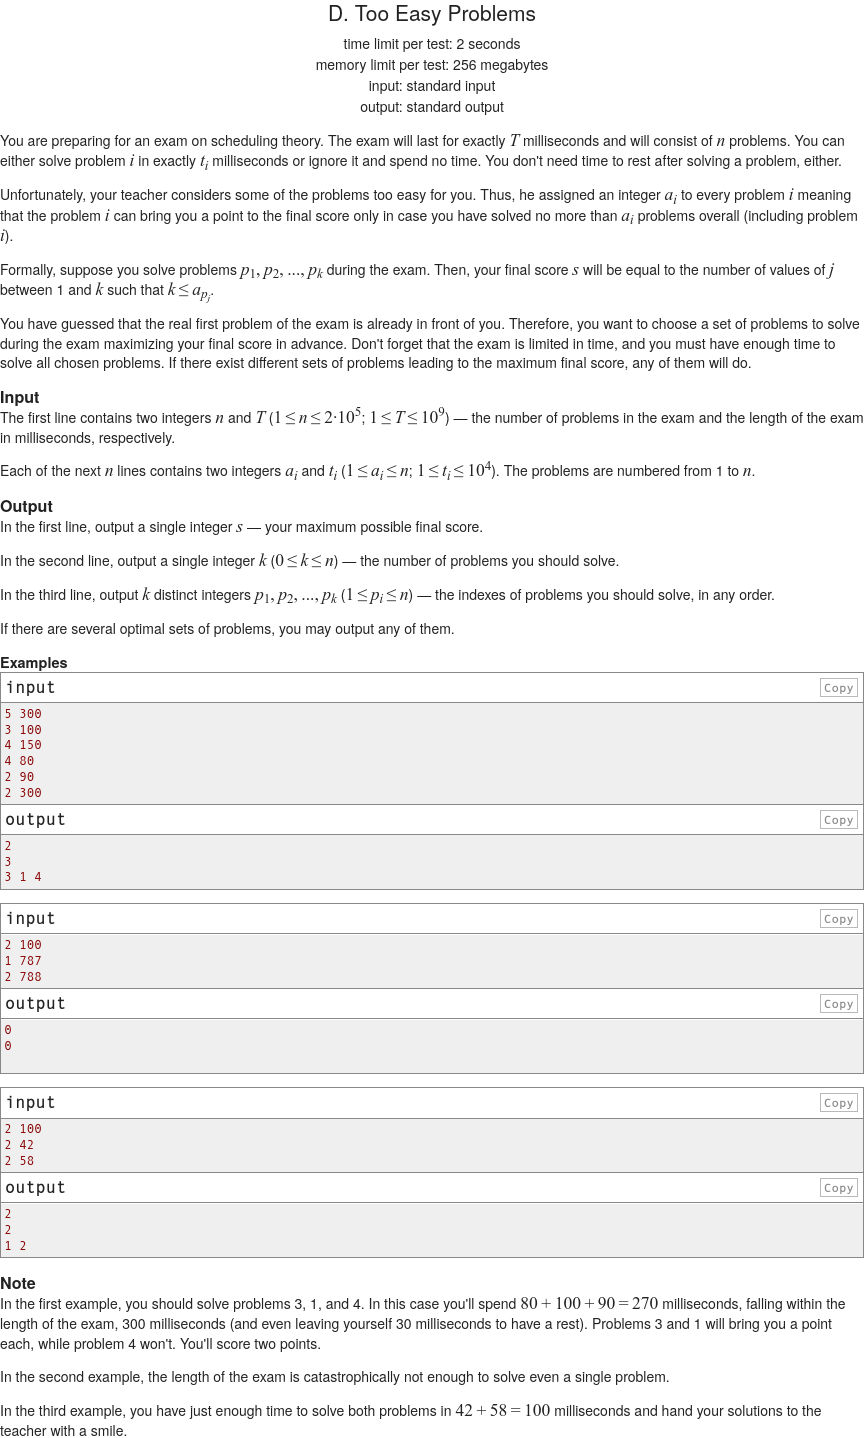 D. Too Easy Problems
time limit per test: 2 seconds
memory limit per test: 256 megabytes
input: standard input
output: standard output
You are preparing for an exam on scheduling theory. The exam will last for exactly T milliseconds and will consist of n problems. You can
either solve problem i in exactly t_i milliseconds or ignore it and spend no time. You don't need time to rest after solving a problem, either.
Unfortunately, your teacher considers some of the problems too easy for you. Thus, he assigned an integer a_i to every problem i meaning
that the problem i can bring you a point to the final score only in case you have solved no more than a_i problems overall (including problem
i).
Formally, suppose you solve problems p_1, p_2, ..., p_k during the exam. Then, your final score s will be equal to the number of values of j
between 1 and k such that k ≤ a_{p_j}.
You have guessed that the real first problem of the exam is already in front of you. Therefore, you want to choose a set of problems to solve
during the exam maximizing your final score in advance. Don't forget that the exam is limited in time, and you must have enough time to
solve all chosen problems. If there exist different sets of problems leading to the maximum final score, any of them will do.
Input
The first line contains two integers n and T (1 ≤ n ≤ 2·10^5; 1 ≤ T ≤ 10^9) — the number of problems in the exam and the length of the exam
in milliseconds, respectively.
Each of the next n lines contains two integers a_i and t_i (1 ≤ a_i ≤ n; 1 ≤ t_i ≤ 10^4). The problems are numbered from 1 to n.
Output
In the first line, output a single integer s — your maximum possible final score.
In the second line, output a single integer k (0 ≤ k ≤ n) — the number of problems you should solve.
In the third line, output k distinct integers p_1, p_2, ..., p_k (1 ≤ p_i ≤ n) — the indexes of problems you should solve, in any order.
If there are several optimal sets of problems, you may output any of them.
Examples
input Copy
5 300
3 100
4 150
4 80
2 90
2 300
output Copy
2
3
3 1 4
input Copy
2 100
1 787
2 788
output Copy
0
0
input Copy
2 100
2 42
2 58
output Copy
2
2
1 2
Note
In the first example, you should solve problems 3, 1, and 4. In this case you'll spend 80 + 100 + 90 = 270 milliseconds, falling within the
length of the exam, 300 milliseconds (and even leaving yourself 30 milliseconds to have a rest). Problems 3 and 1 will bring you a point
each, while problem 4 won't. You'll score two points.
In the second example, the length of the exam is catastrophically not enough to solve even a single problem.
In the third example, you have just enough time to solve both problems in 42 + 58 = 100 milliseconds and hand your solutions to the
teacher with a smile.